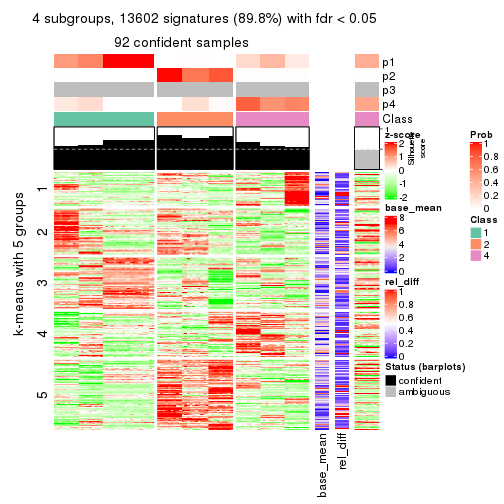 4 subgroups, 13602 signatures (89.8%) with fdr < 0.05
92 confident samples
p1
p2
p3
p4
Class
1
Silhouette
score
k-means with 5 groups
1
2
3
4
5
base_mean
rel_diff
z-score
2
1
0
-1
-2
base_mean
8
6
4
2
0
rel_diff
1
0.8
0.6
0.4
0.2
0
Status (barplots)
confident
ambiguous
Prob
1
0.8
0.6
0.4
0.2
0
Class
1
2
4